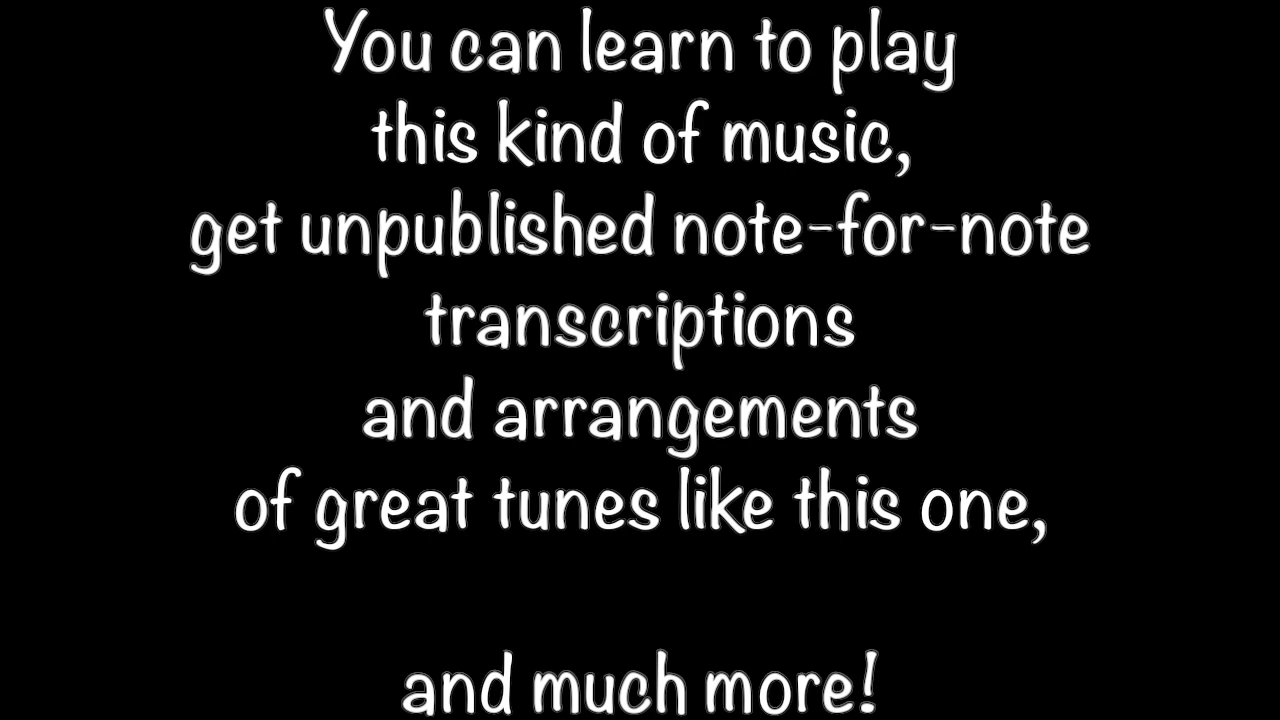 You can learn to play
this kind of music,
get unpublished note-for-note
transcriptions
and arrangements
of great tunes like this one,
and much more!